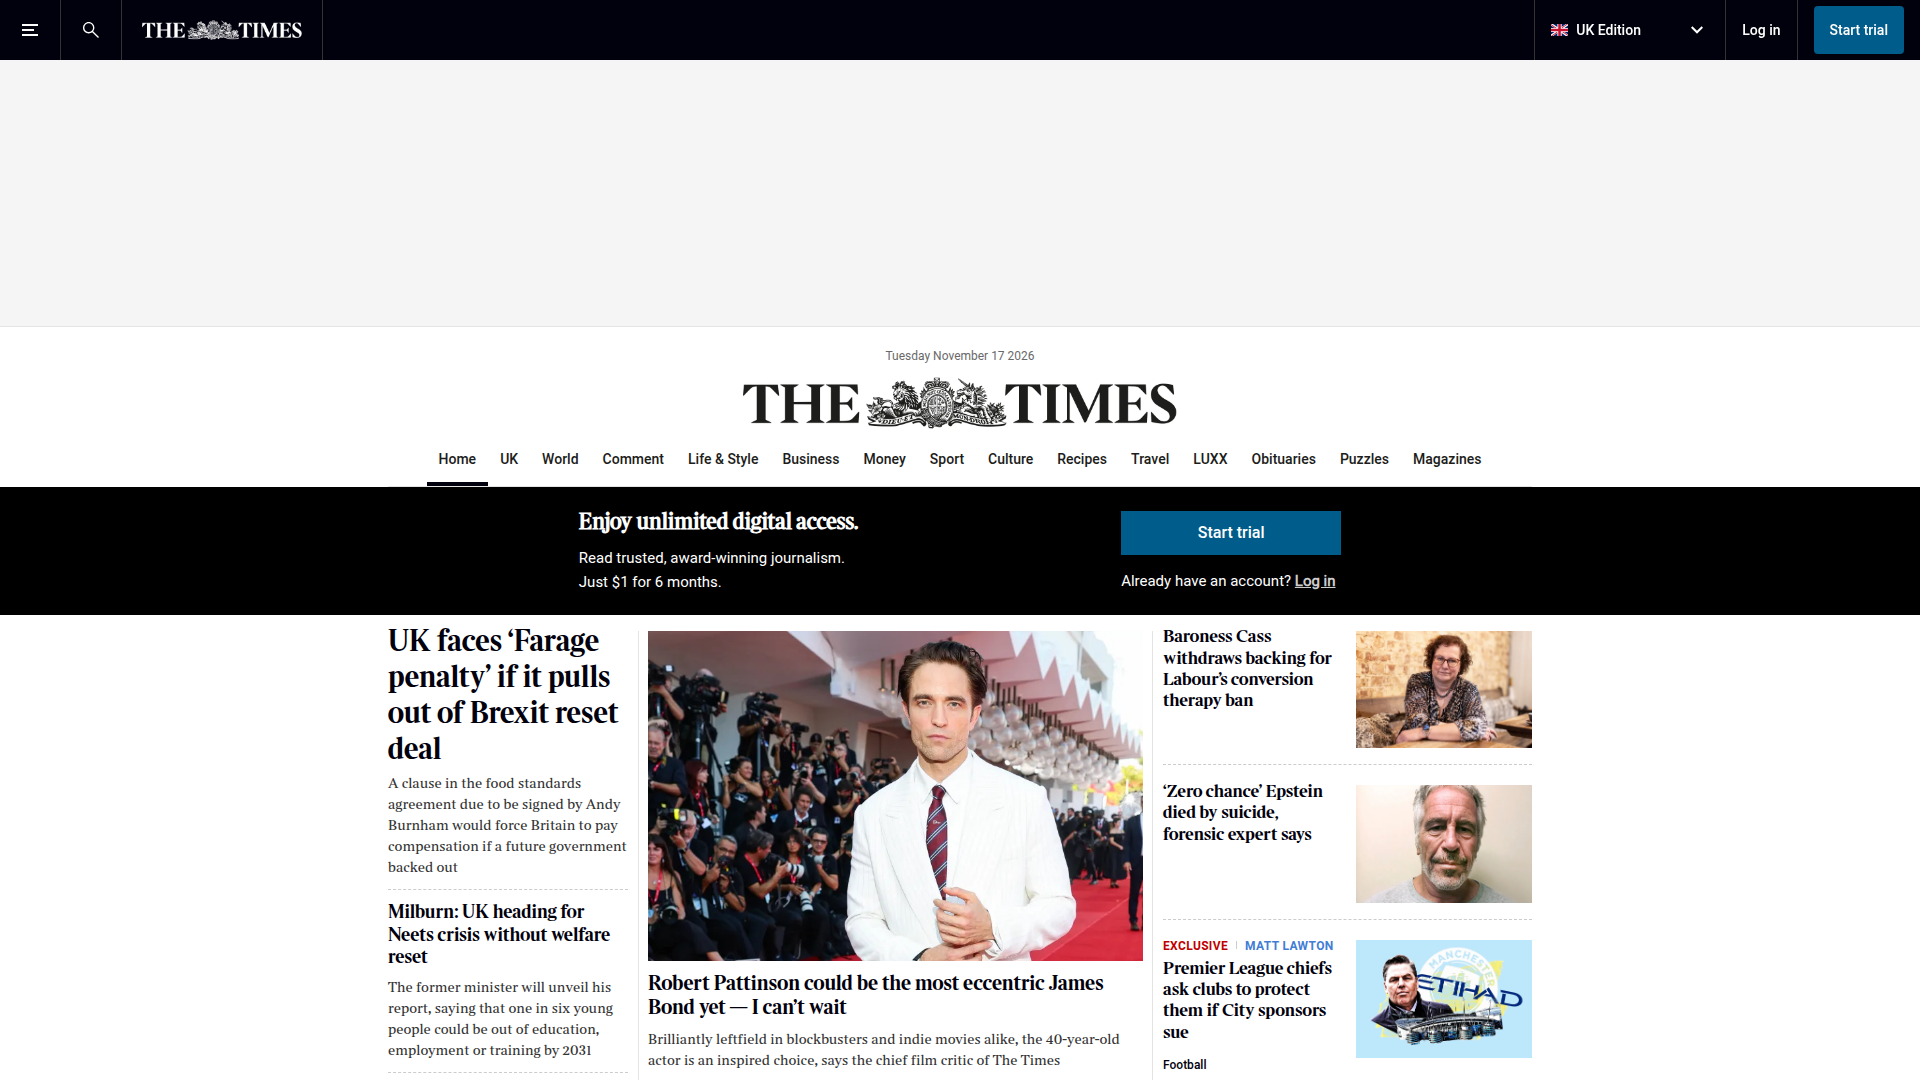 THE TIMES
UK Edition
Log in
Start trial
Tuesday November 17 2026
THE TIMES
Home
UK
World
Comment
Life & Style
Business
Money
Sport
Culture
Recipes
Travel
LUXX
Obituaries
Puzzles
Magazines
Enjoy unlimited digital access.
Read trusted, award-winning journalism.
Just $1 for 6 months.
Start trial
Already have an account? Log in
UK faces ‘Farage
penalty’ if it pulls
out of Brexit reset
deal
A clause in the food standards
agreement due to be signed by Andy
Burnham would force Britain to pay
compensation if a future government
backed out
Milburn: UK heading for
Neets crisis without welfare
reset
The former minister will unveil his
report, saying that one in six young
people could be out of education,
employment or training by 2031
Robert Pattinson could be the most eccentric James
Bond yet — I can’t wait
Brilliantly leftfield in blockbusters and indie movies alike, the 40-year-old
actor is an inspired choice, says the chief film critic of The Times
Baroness Cass
withdraws backing for
Labour’s conversion
therapy ban
‘Zero chance’ Epstein
died by suicide,
forensic expert says
EXCLUSIVE
MATT LAWTON
Premier League chiefs
ask clubs to protect
them if City sponsors
sue
Football
MANCHESTER
ETIHAD